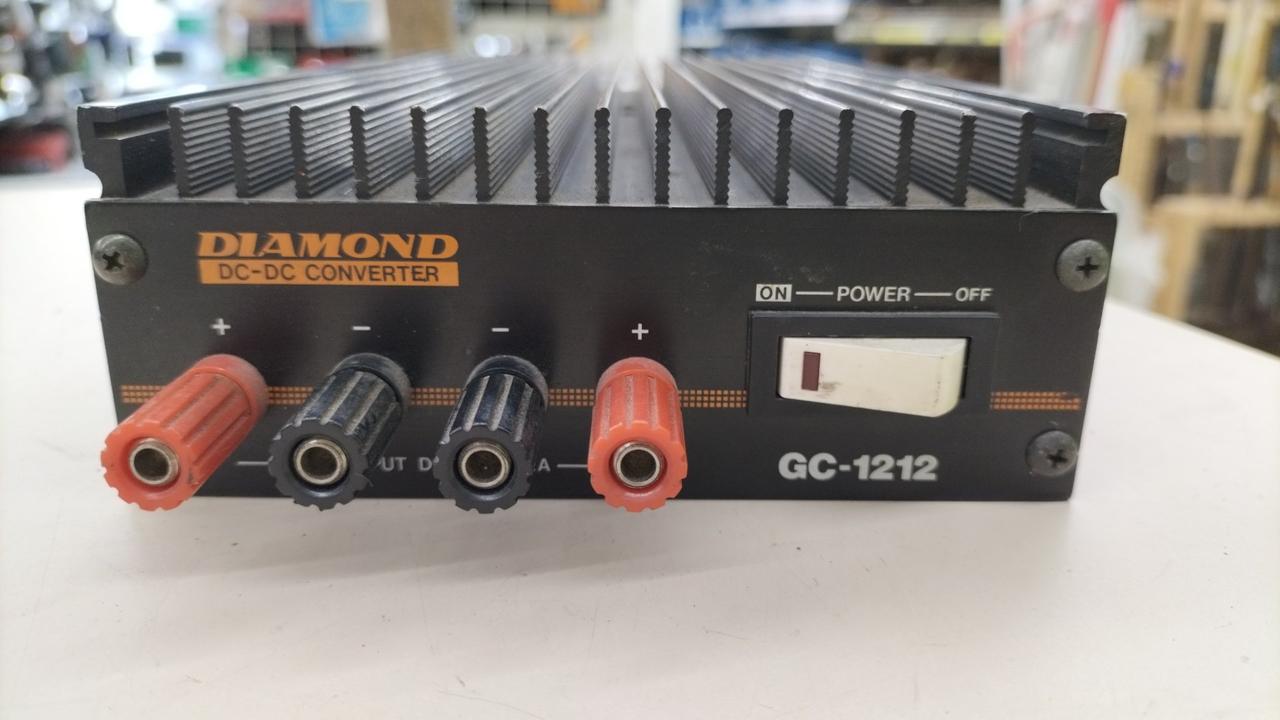 DIAMOND
DC-DC CONVERTER
ON POWER OFF
+ − − +
GC-1212